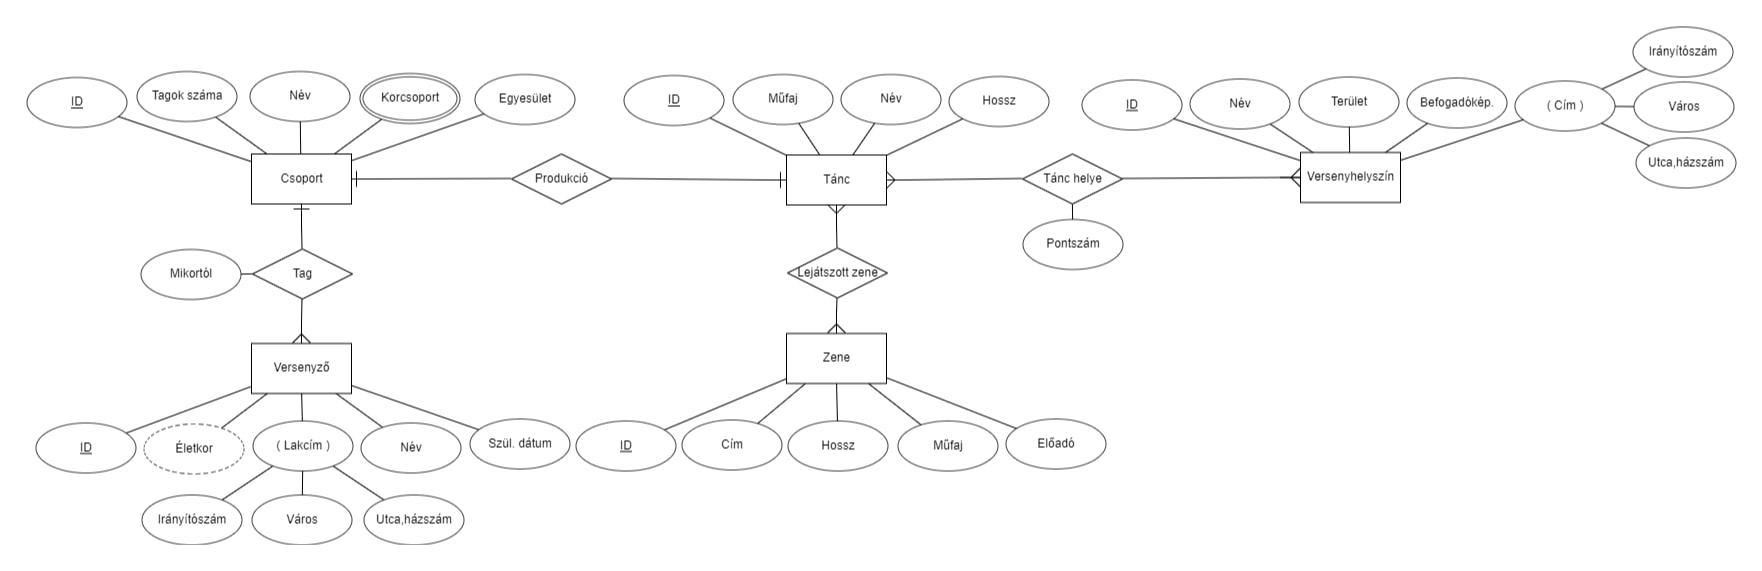 Irányítószám
ID
Tagok száma
Név
Korcsoport
Egyesület
ID
Műfaj
Név
Hossz
ID
Név
Terület
Befogadókép.
( Cím )
Város
Utca,házszám
Csoport
Produkció
Tánc
Tánc helye
Versenyhelyszín
Pontszám
Mikortól
Tag
Lejátszott zene
Versenyző
Zene
ID
Életkor
( Lakcím )
Név
Szül. dátum
ID
Cím
Hossz
Műfaj
Előadó
Irányítószám
Város
Utca,házszám